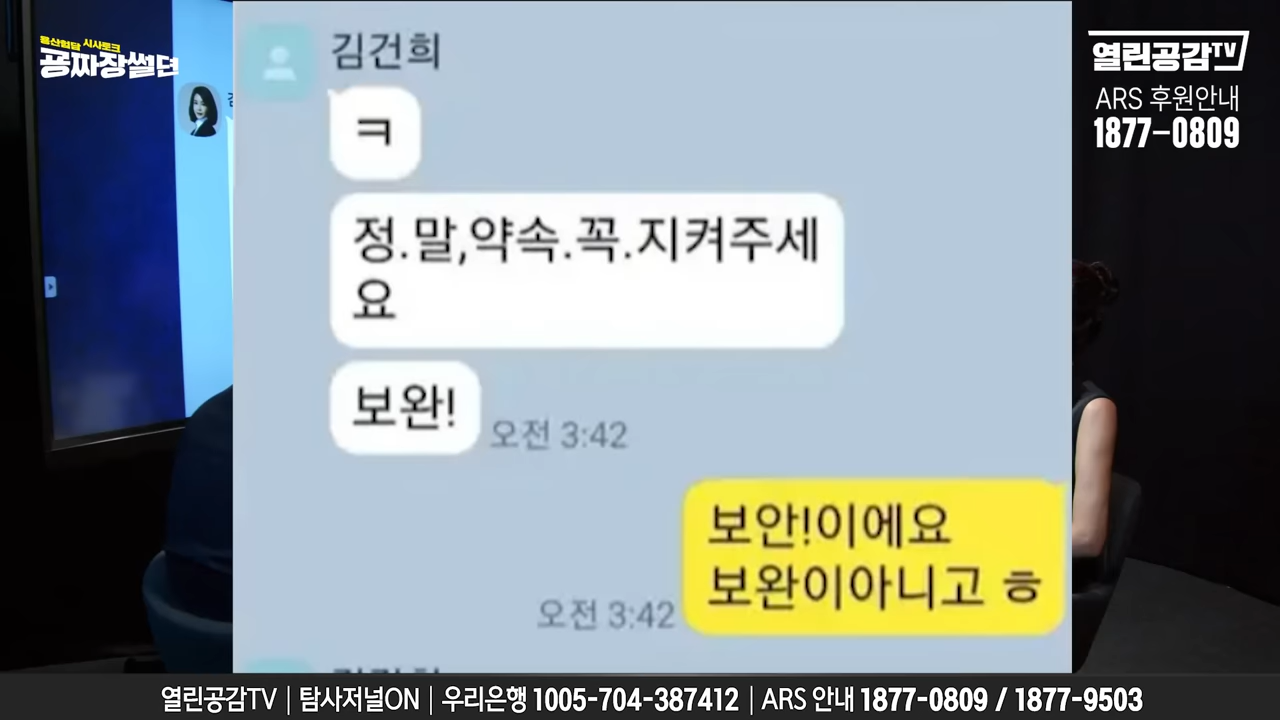 용산협담 시사토크
짱짜장썰뎐
열린공감TV
ARS 후원안내
1877-0809
김건희
ㅋ
정.말,약속.꼭.지켜주세
요
보완!
오전 3:42
보안!이에요
보완이아니고 ㅎ
오전 3:42
열린공감TV | 탐사저널ON | 우리은행 1005-704-387412 | ARS 안내 1877-0809 / 1877-9503